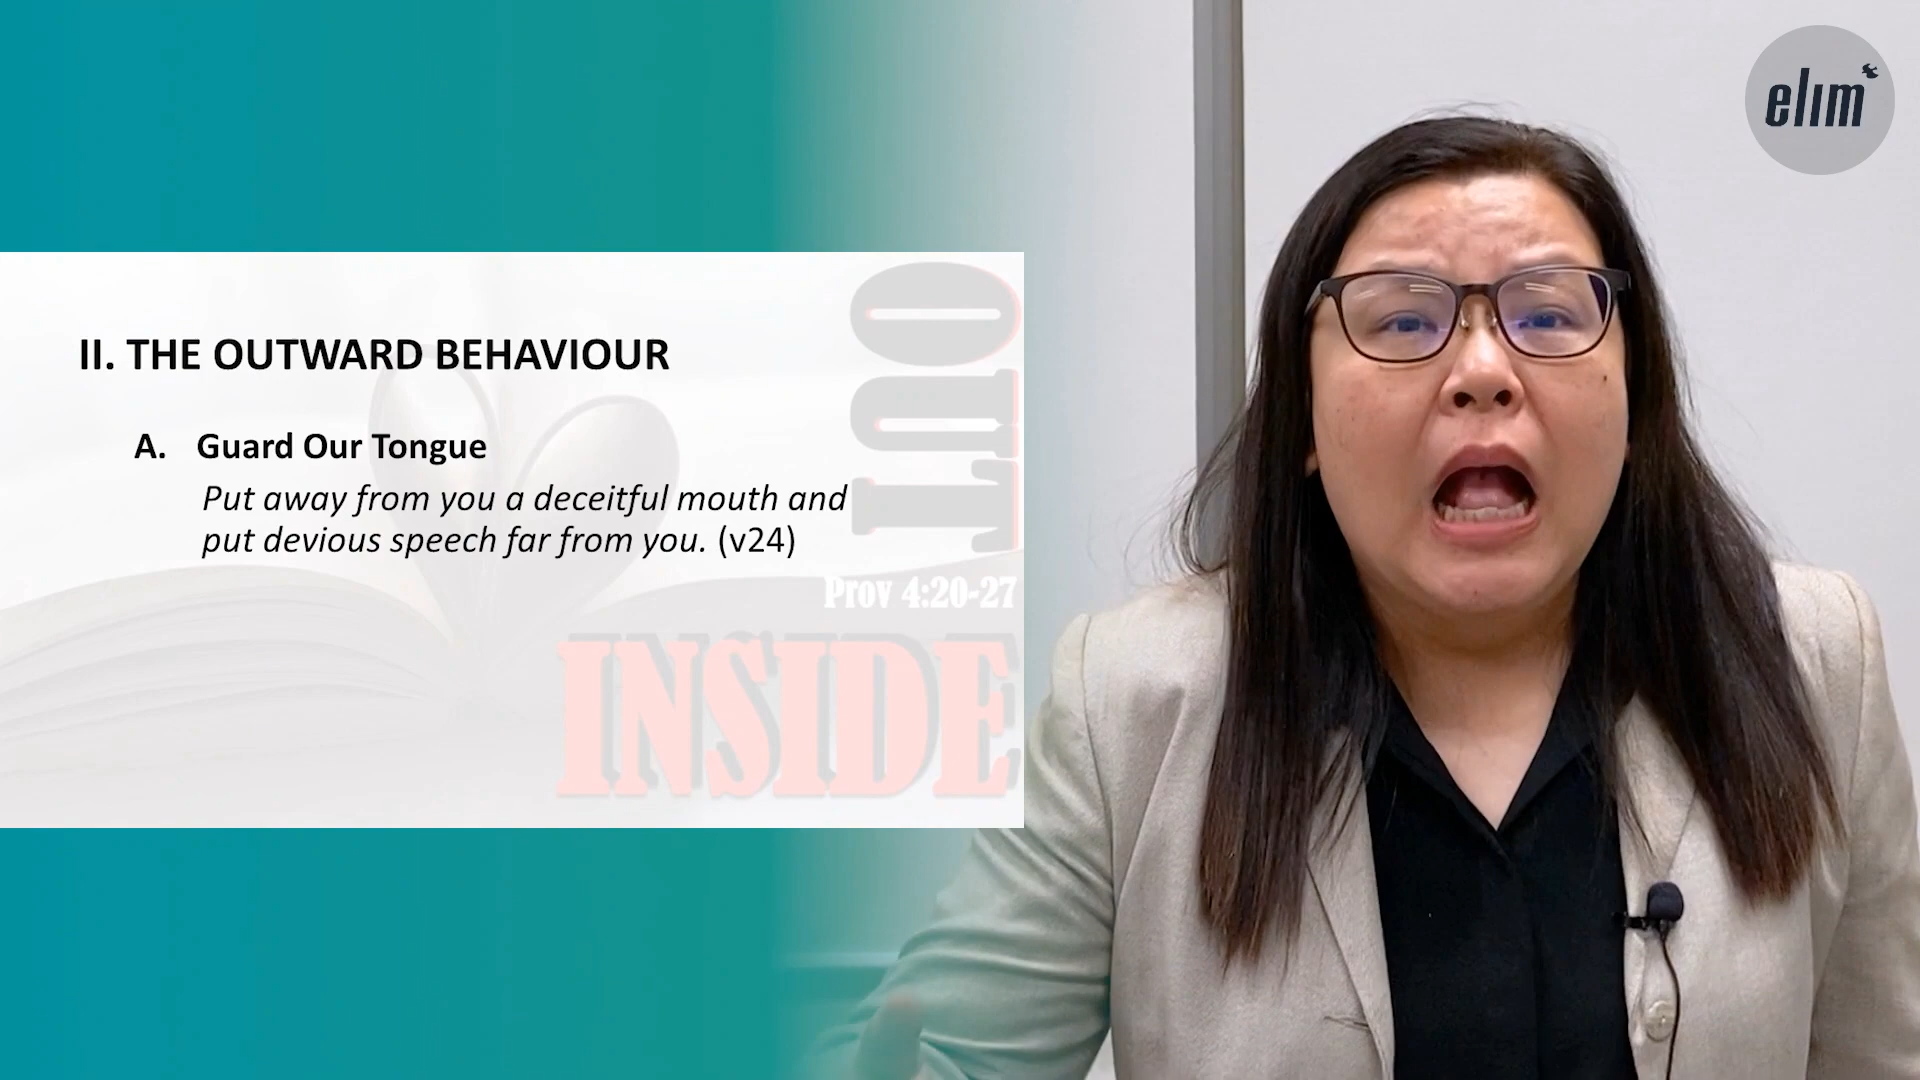 elim
II. THE OUTWARD BEHAVIOUR
A. Guard Our Tongue
Put away from you a deceitful mouth and
put devious speech far from you. (v24)
OUT
Prov 4:20-27
INSIDE